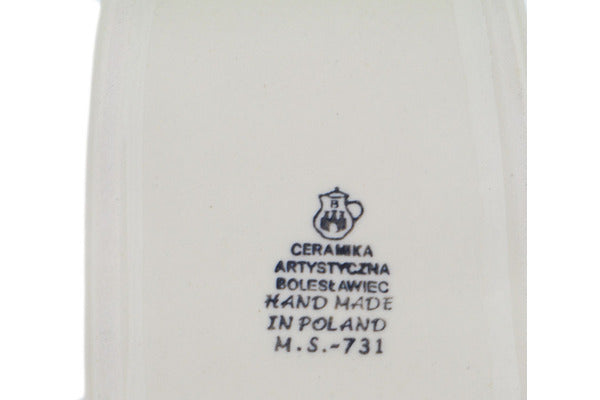 B
CERAMIKA
ARTYSTYCZNA
BOLESŁAWIEC
HAND MADE
IN POLAND
M.S.-731